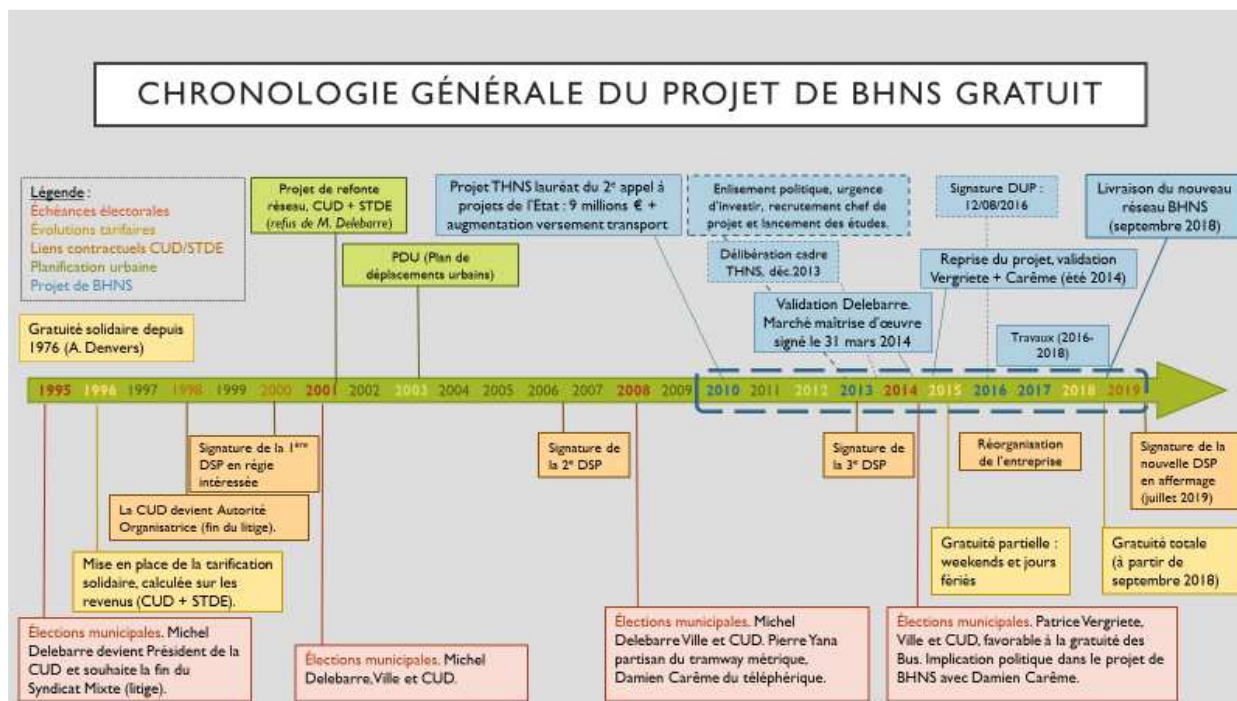 CHRONOLOGIE GÉNÉRALE DU PROJET DE BHNS GRATUIT
Légende :
Échéances électorales
Évolutions tarifaires
Liens contractuels CUD/STDE
Planification urbaine
Projet de BHNS
Projet de refonte
réseau, CUD + STDE
(refus de M. Delebarre)
PDU (Plan de
déplacements urbains)
Projet THNS lauréat du 2e appel à
projets de l'État : 9 millions € +
augmentation versement transport
Enlisement politique, urgence
d'investir, recrutement chef de
projet et lancement des études.
Délibération cadre
THNS, déc.2013
Validation Delebarre.
Marché maîtrise d'œuvre
signé le 31 mars 2014
Signature DUP :
12/08/2016
Reprise du projet, validation
Vergriete + Carême (été 2014)
Travaux (2016-
2018)
Livraison du nouveau
réseau BHNS
(septembre 2018)
Gratuité solidaire depuis
1976 (A. Denvers)
1995 1996 1997 1998 1999 2000 2001 2002 2003 2004 2005 2006 2007 2008 2009 2010 2011 2012 2013 2014 2015 2016 2017 2018 2019
Signature de la 1ère
DSP en régie
intéressée
La CUD devient Autorité
Organisatrice (fin du litige).
Mise en place de la tarification
solidaire, calculée sur les
revenus (CUD + STDE).
Élections municipales. Michel
Delebarre devient Président de la
CUD et souhaite la fin du
Syndicat Mixte (litige).
Élections municipales. Michel
Delebarre, Ville et CUD.
Signature de
la 2e DSP
Élections municipales. Michel
Delebarre Ville et CUD. Pierre Yana
partisan du tramway métrique,
Damien Carême du téléphérique.
Signature de
la 3e DSP
Réorganisation
de l'entreprise
Signature de la
nouvelle DSP
en affermage
(juillet 2019)
Gratuité partielle :
weekends et jours
fériés
Gratuité totale
(à partir de
septembre 2018)
Élections municipales. Patrice Vergriete,
Ville et CUD, favorable à la gratuité des
Bus. Implication politique dans le projet de
BHNS avec Damien Carême.